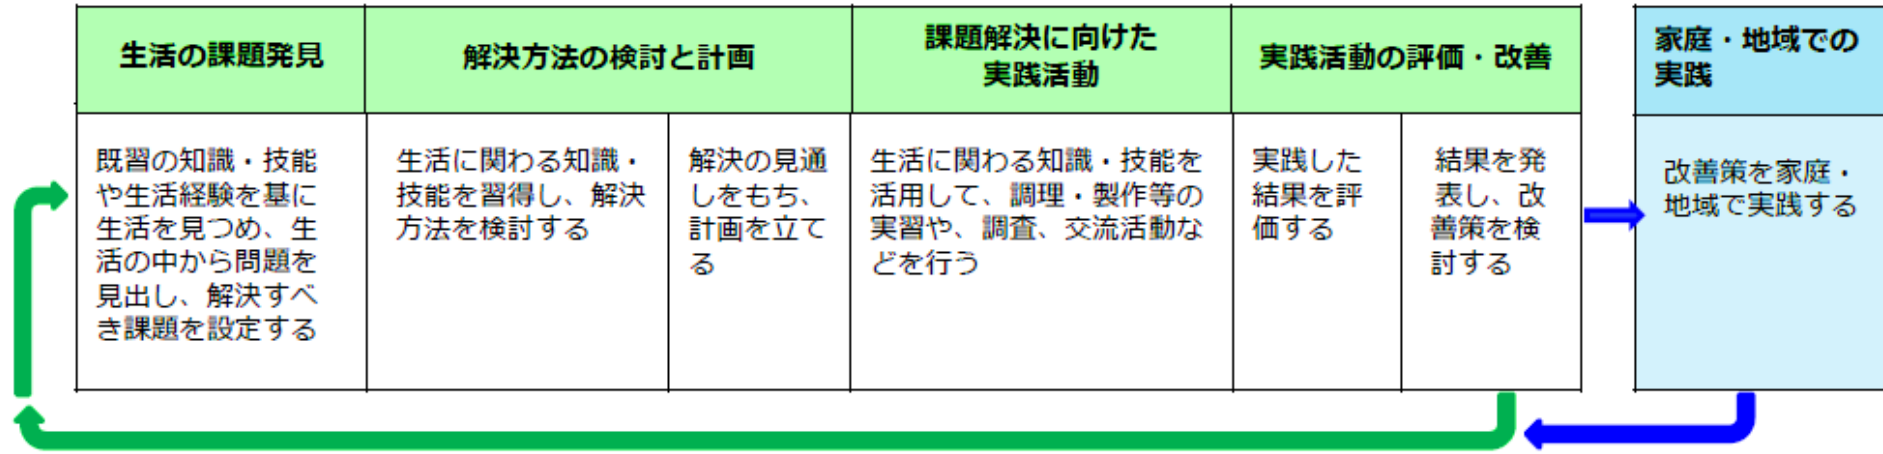 生活の課題発見
解決方法の検討と計画
課題解決に向けた
実践活動
実践活動の評価・改善
家庭・地域での
実践
既習の知識・技能
や生活経験を基に
生活を見つめ、生
活の中から問題を
見出し、解決すべ
き課題を設定する
生活に関わる知識・
技能を習得し、解決
方法を検討する
解決の見通
しをもち、
計画を立て
る
生活に関わる知識・技能を
活用して、調理・製作等の
実習や、調査、交流活動な
どを行う
実践した
結果を評
価する
結果を発
表し、改
善策を検
討する
改善策を家庭・
地域で実践する